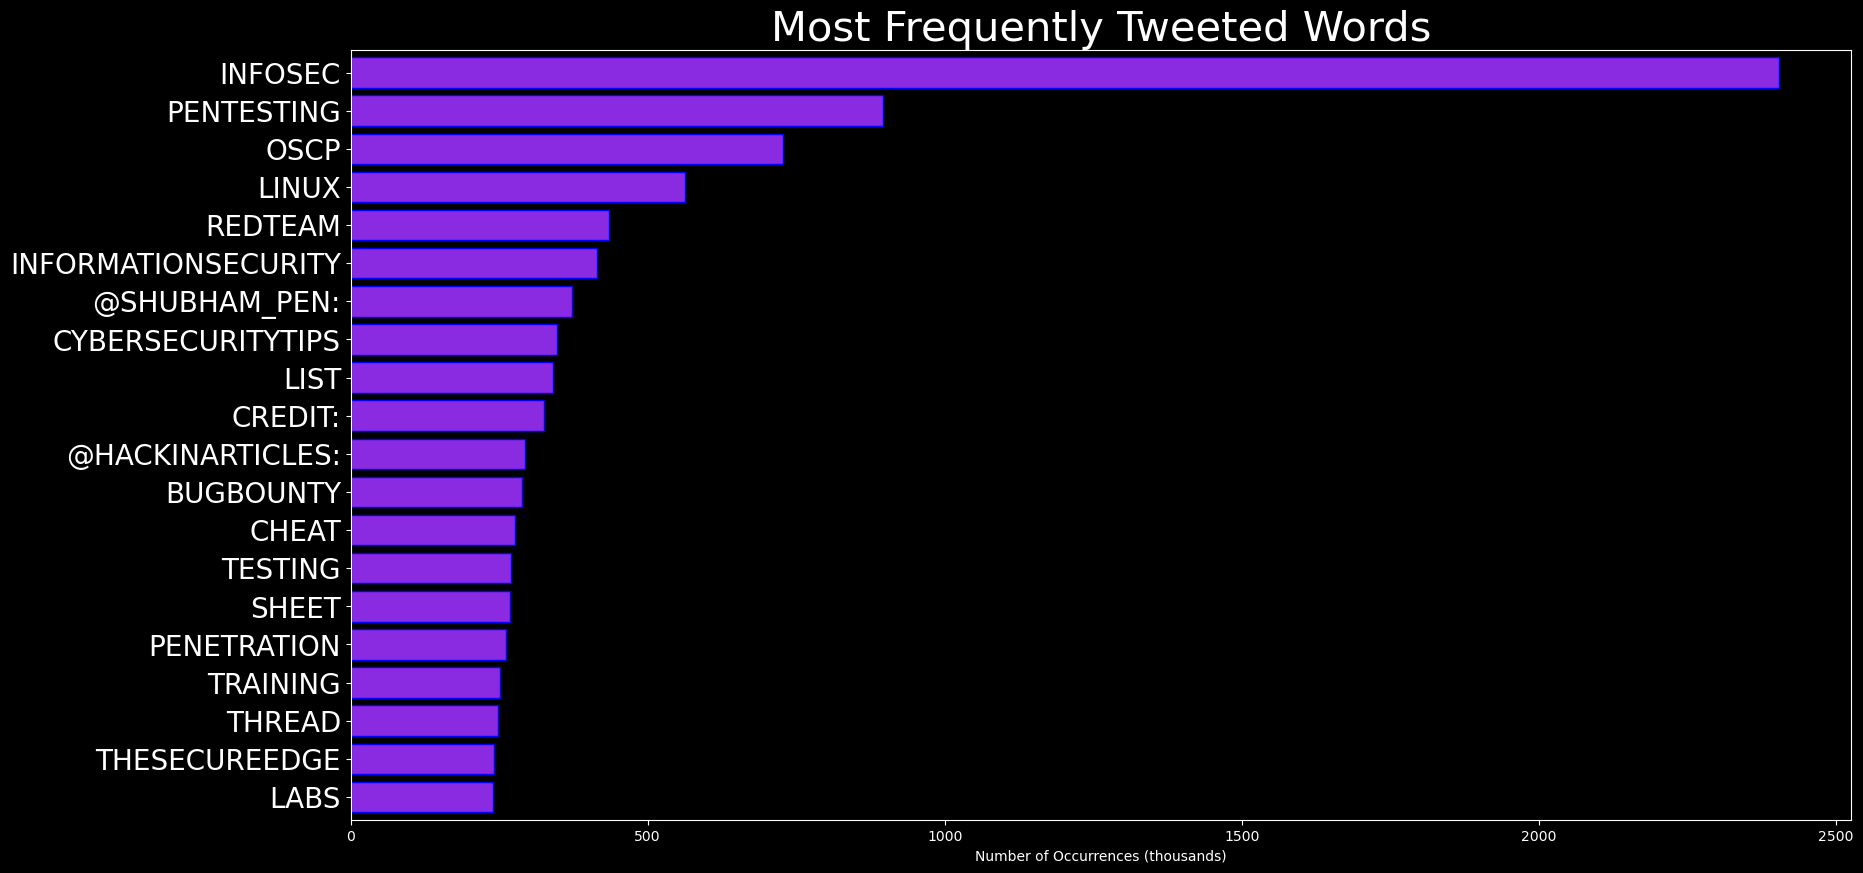 Most Frequently Tweeted Words
INFOSEC
PENTESTING
OSCP
LINUX
REDTEAM
INFORMATIONSECURITY
@SHUBHAM_PEN:
CYBERSECURITYTIPS
LIST
CREDIT:
@HACKINARTICLES:
BUGBOUNTY
CHEAT
TESTING
SHEET
PENETRATION
TRAINING
THREAD
THESECUREEDGE
LABS
0 500 1000 1500 2000 2500
Number of Occurrences (thousands)